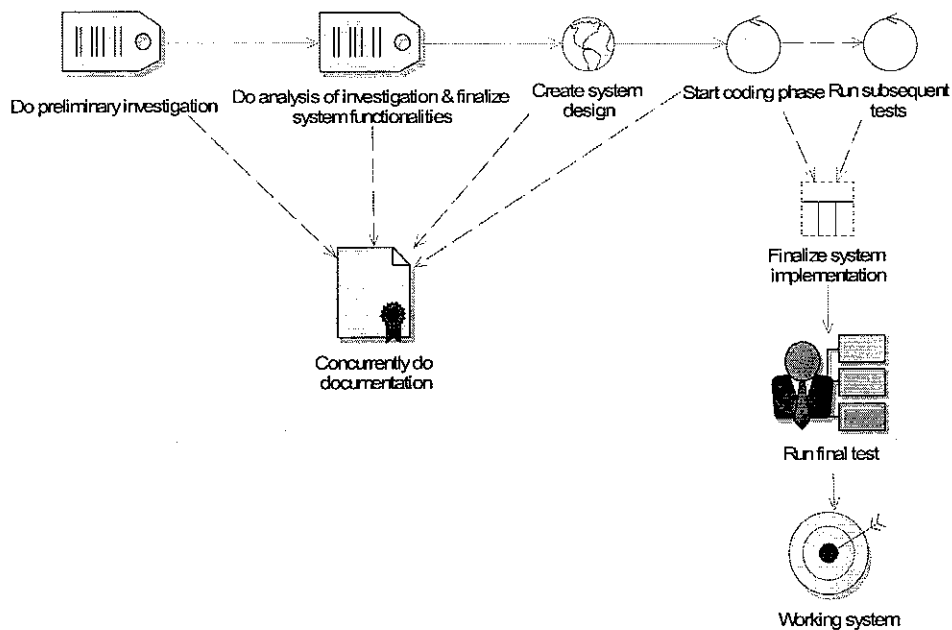 Do preliminary investigation
Do analysis of investigation & finalize
system functionalities
Create system
design
Start coding phase
Run subsequent
tests
Finalize system
implementation
Concurrently do
documentation
Run final test
Working system